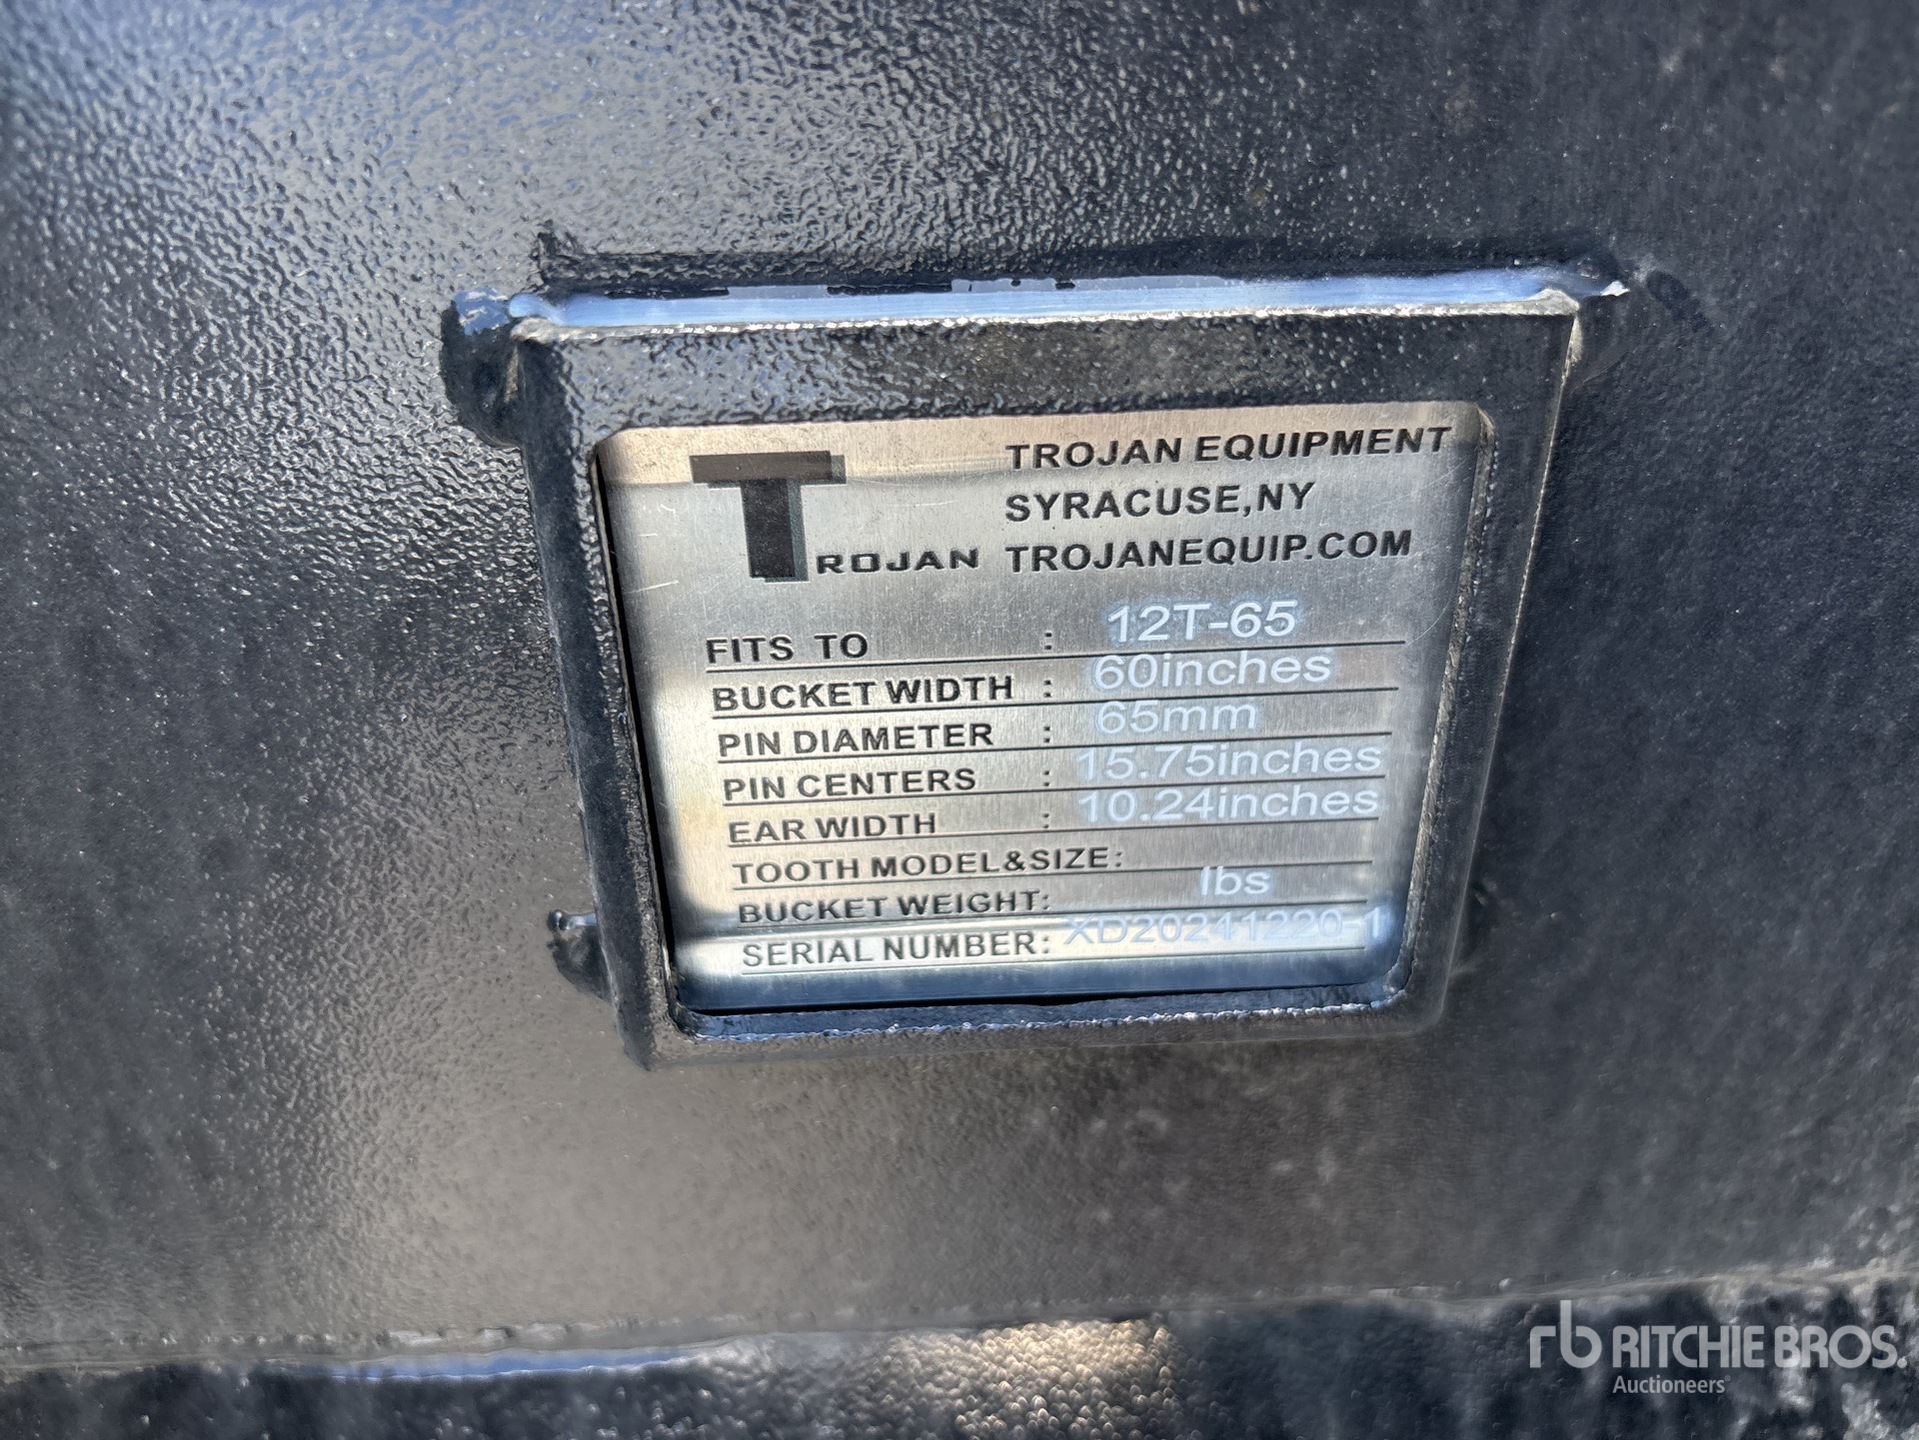 TROJAN
TROJAN EQUIPMENT
SYRACUSE,NY
TROJANEQUIP.COM
FITS TO : 12T-65
BUCKET WIDTH : 60inches
PIN DIAMETER : 65mm
PIN CENTERS : 15.75inches
EAR WIDTH : 10.24inches
TOOTH MODEL&SIZE:
BUCKET WEIGHT: lbs
SERIAL NUMBER: XD20241220-1
rb RITCHIE BROS.
Auctioneers